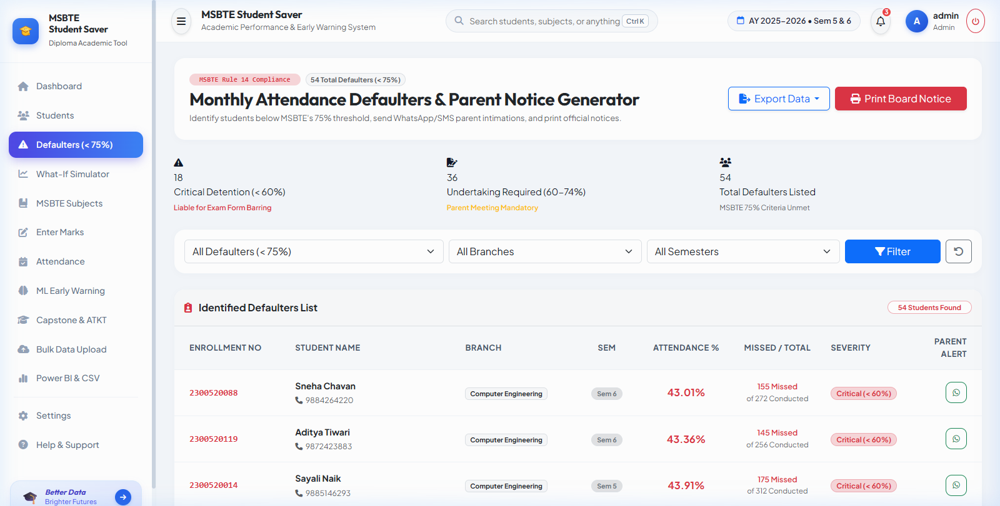 MSBTE
Student Saver
Diploma Academic Tool
Dashboard
Students
Defaulters (< 75%)
What-If Simulator
MSBTE Subjects
Enter Marks
Attendance
ML Early Warning
Capstone & ATKT
Bulk Data Upload
Power BI & CSV
Settings
Help & Support
Better Data
Brighter Futures
MSBTE Student Saver
Academic Performance & Early Warning System
Search students, subjects, or anything Ctrl K
AY 2025–2026 • Sem 5 & 6
3
A
admin
Admin
MSBTE Rule 14 Compliance
54 Total Defaulters (< 75%)
Monthly Attendance Defaulters & Parent Notice Generator
Identify students below MSBTE's 75% threshold, send WhatsApp/SMS parent intimations, and print official notices.
Export Data
Print Board Notice
18
Critical Detention (< 60%)
Liable for Exam Form Barring
36
Undertaking Required (60–74%)
Parent Meeting Mandatory
54
Total Defaulters Listed
MSBTE 75% Criteria Unmet
All Defaulters (< 75%)
All Branches
All Semesters
Filter
Identified Defaulters List
54 Students Found
ENROLLMENT NO STUDENT NAME BRANCH SEM ATTENDANCE % MISSED / TOTAL SEVERITY PARENT ALERT
2300520088
Sneha Chavan
9884264220
Computer Engineering
Sem 6
43.01%
155 Missed
of 272 Conducted
Critical (< 60%)
2300520119
Aditya Tiwari
9872423883
Computer Engineering
Sem 6
43.36%
145 Missed
of 256 Conducted
Critical (< 60%)
2300520014
Sayali Naik
9885146293
Computer Engineering
Sem 5
43.91%
175 Missed
of 312 Conducted
Critical (< 60%)